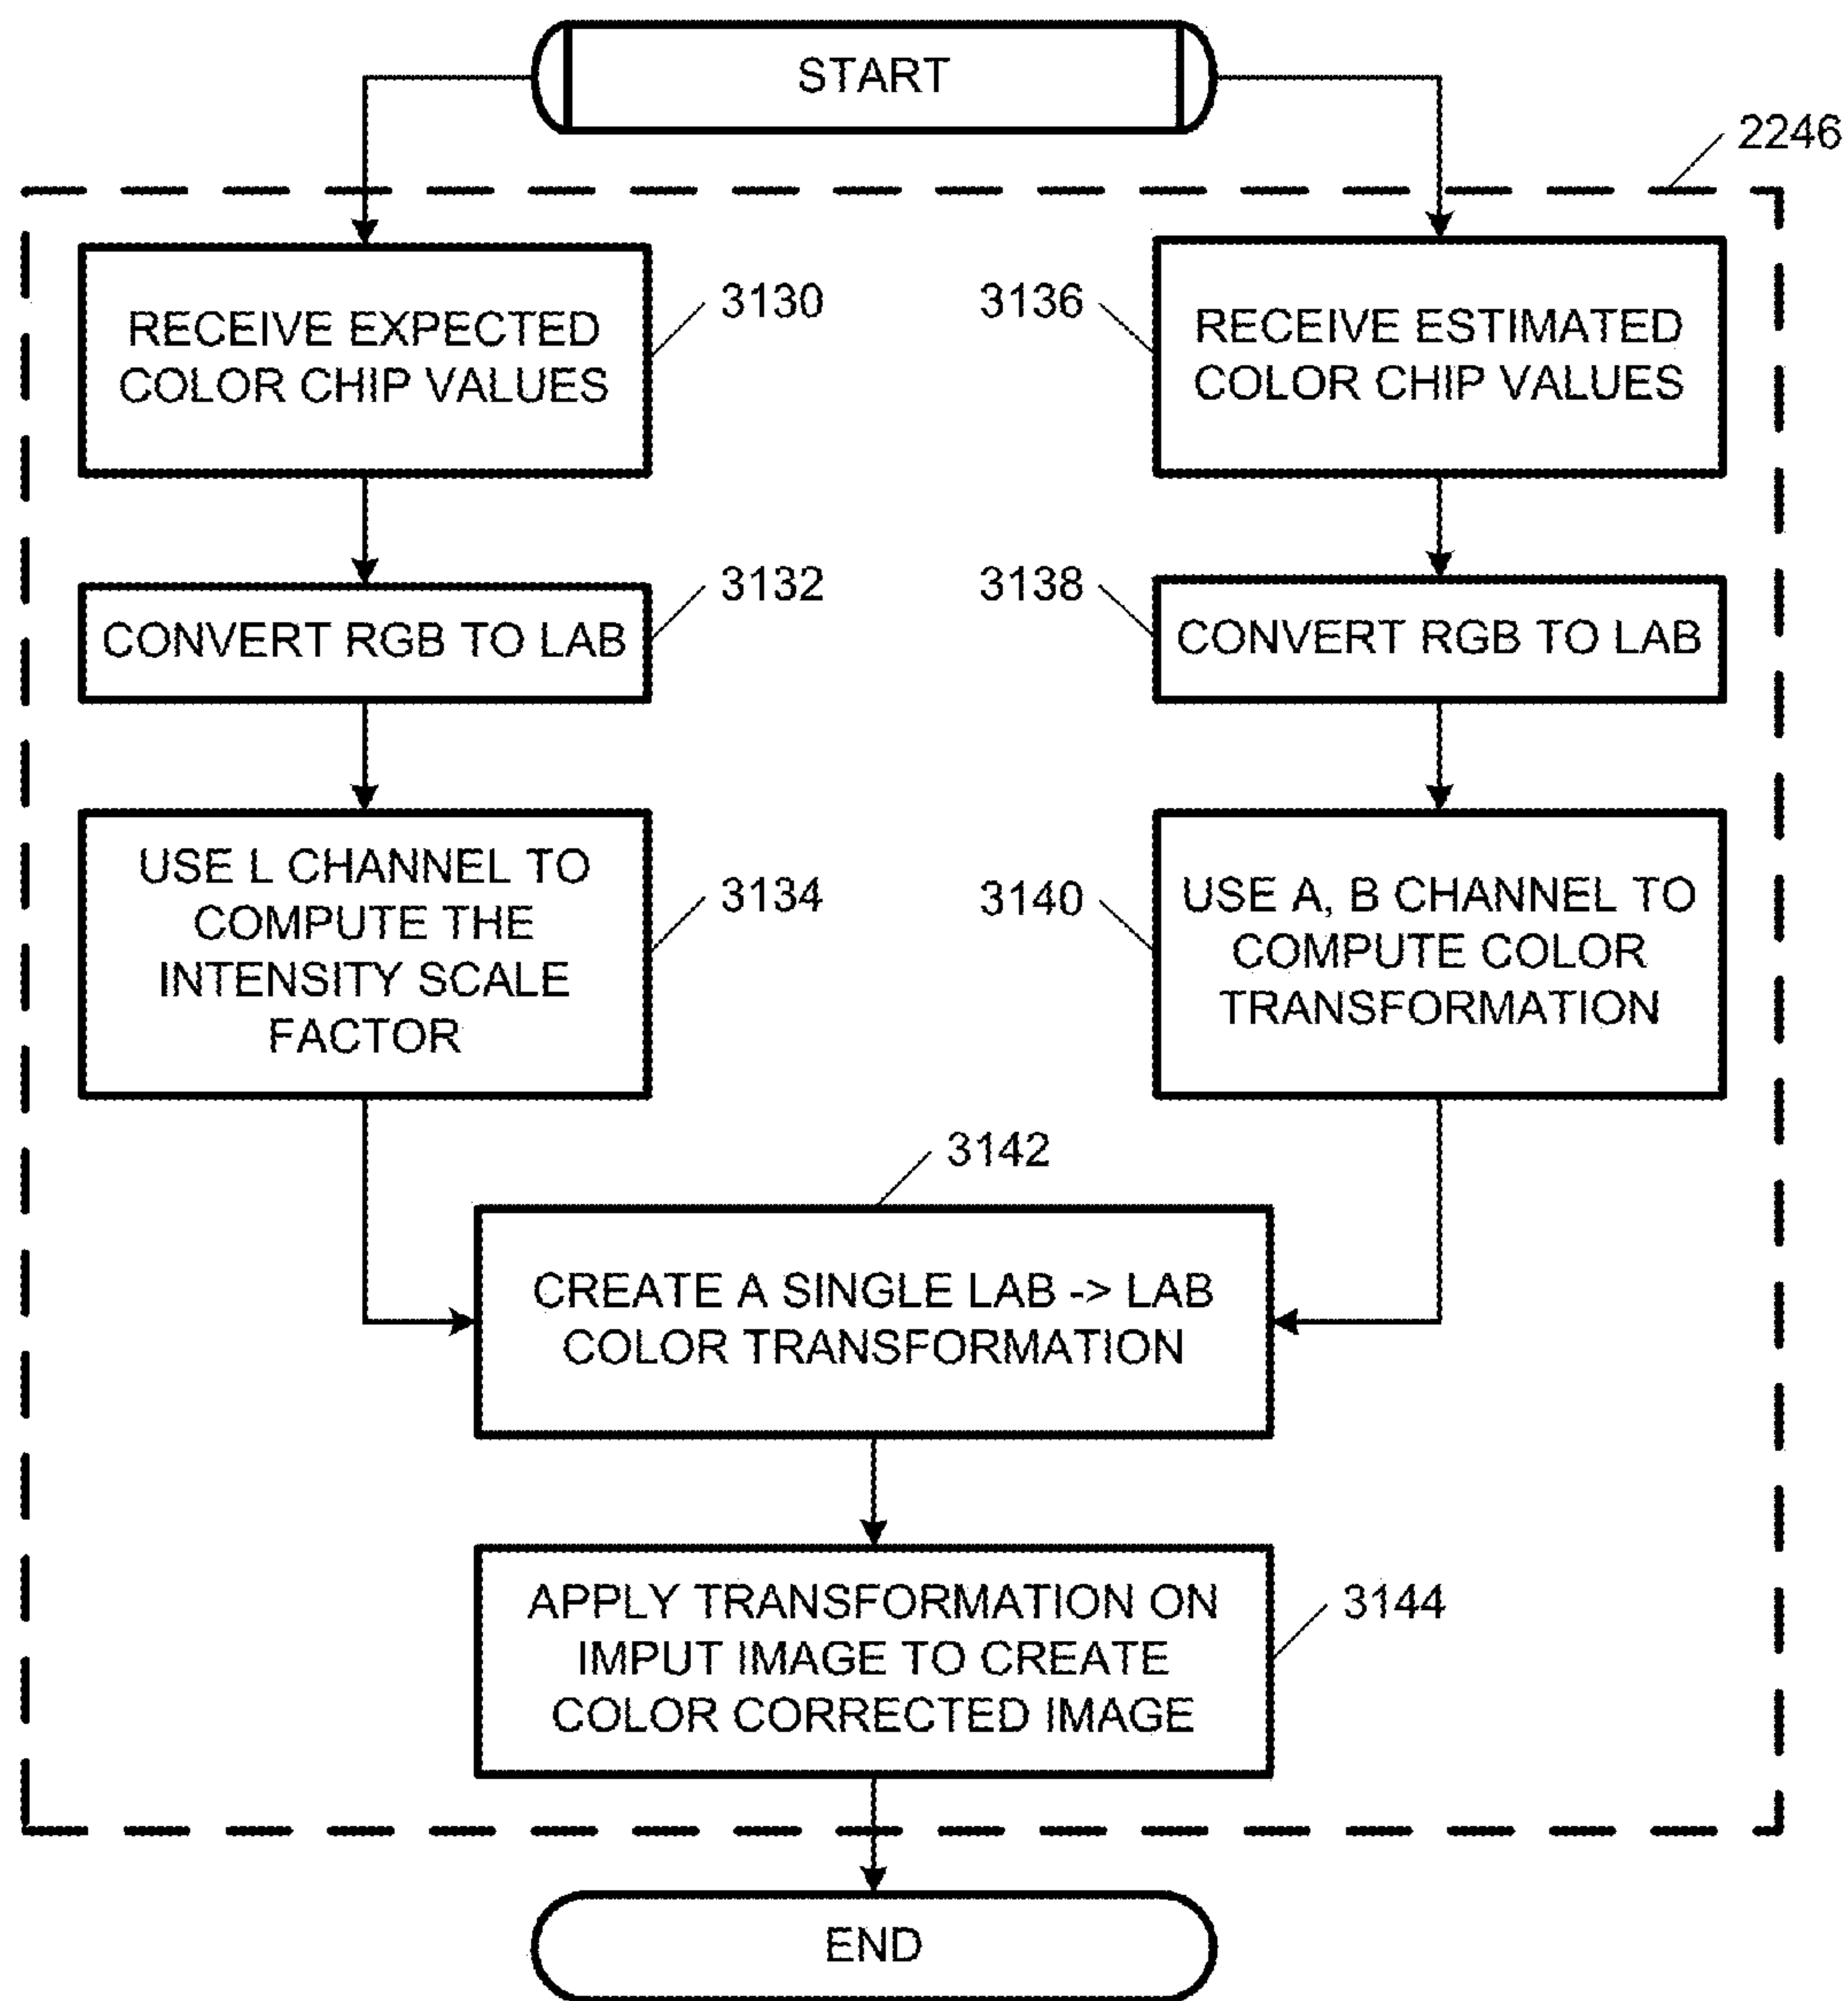 START
2246
RECEIVE EXPECTED
COLOR CHIP VALUES
3130
3136
RECEIVE ESTIMATED
COLOR CHIP VALUES
CONVERT RGB TO LAB
3132
3138
CONVERT RGB TO LAB
USE L CHANNEL TO
COMPUTE THE
INTENSITY SCALE
FACTOR
3134
3140
USE A, B CHANNEL TO
COMPUTE COLOR
TRANSFORMATION
3142
CREATE A SINGLE LAB -> LAB
COLOR TRANSFORMATION
APPLY TRANSFORMATION ON
IMPUT IMAGE TO CREATE
COLOR CORRECTED IMAGE
3144
END